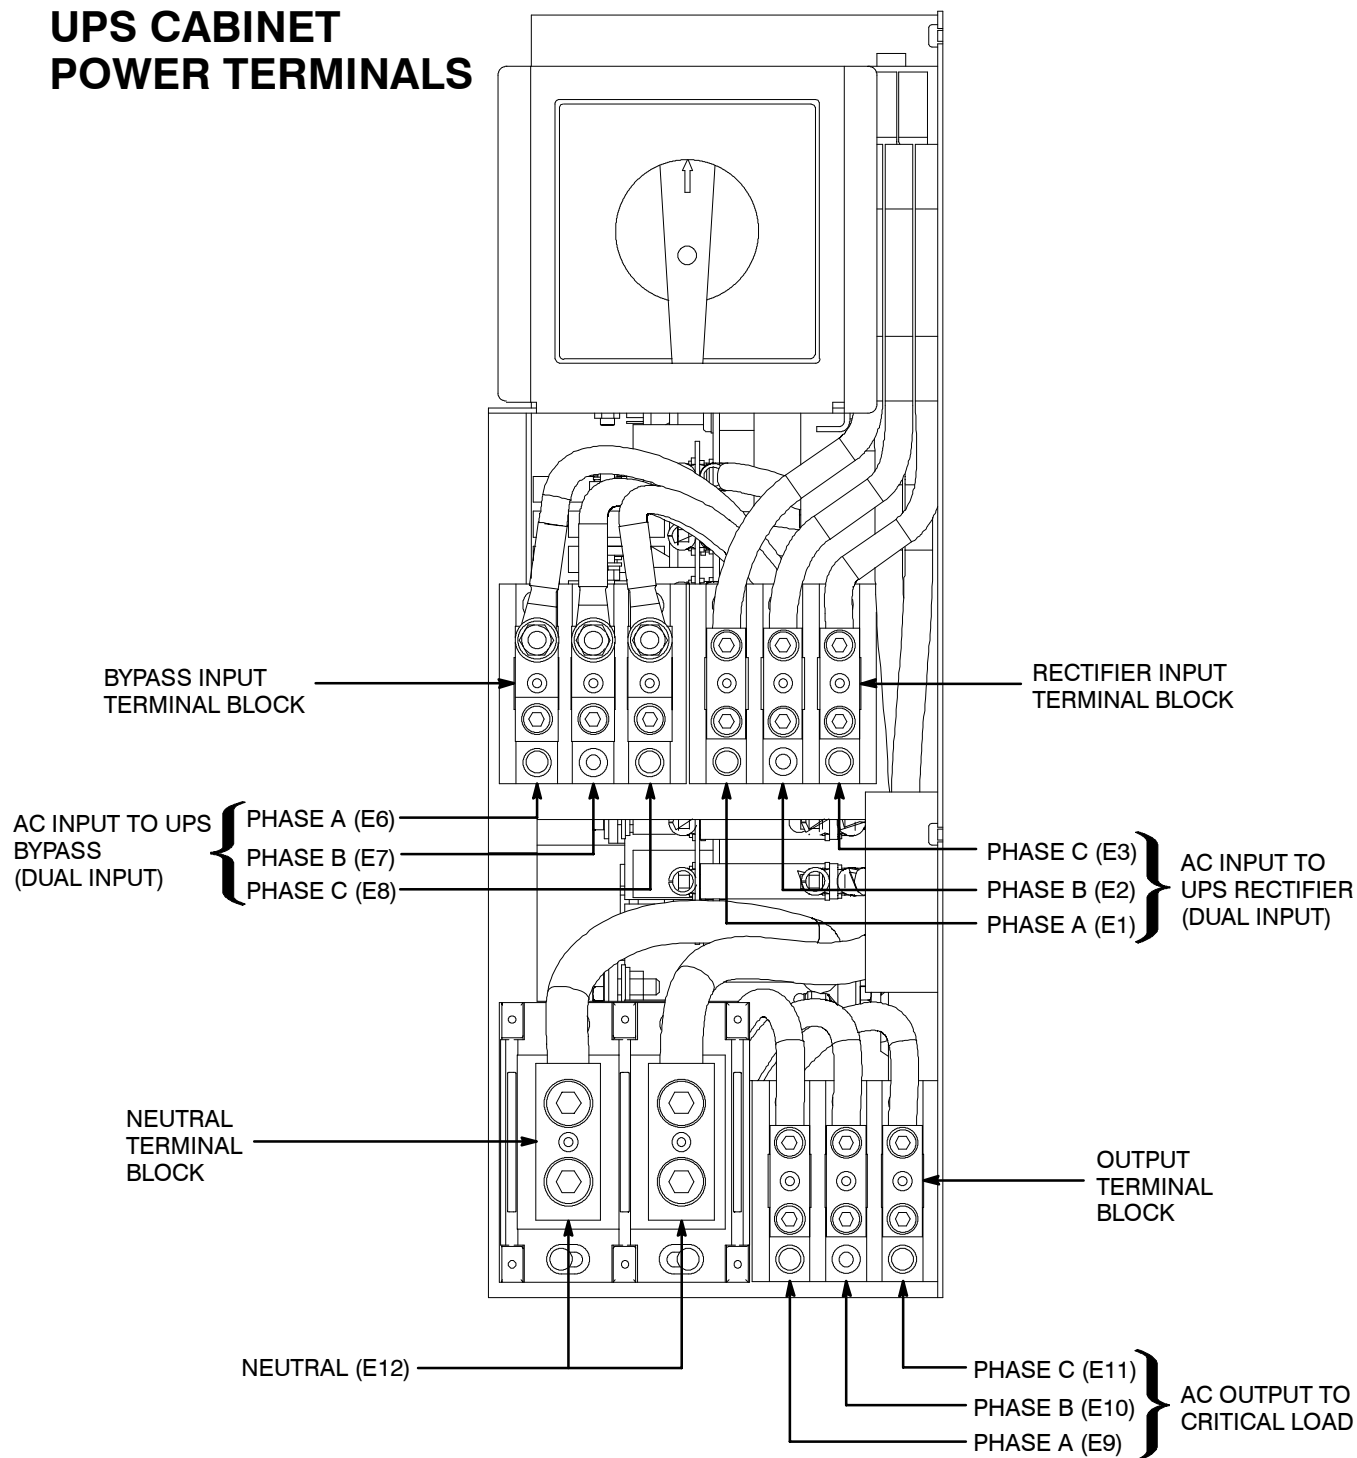 UPS CABINET
POWER TERMINALS
BYPASS INPUT
TERMINAL BLOCK
RECTIFIER INPUT
TERMINAL BLOCK
AC INPUT TO UPS
BYPASS
(DUAL INPUT)
PHASE A (E6)
PHASE B (E7)
PHASE C (E8)
PHASE C (E3)
PHASE B (E2)
PHASE A (E1)
AC INPUT TO
UPS RECTIFIER
(DUAL INPUT)
NEUTRAL
TERMINAL
BLOCK
OUTPUT
TERMINAL
BLOCK
NEUTRAL (E12)
PHASE C (E11)
PHASE B (E10)
PHASE A (E9)
AC OUTPUT TO
CRITICAL LOAD